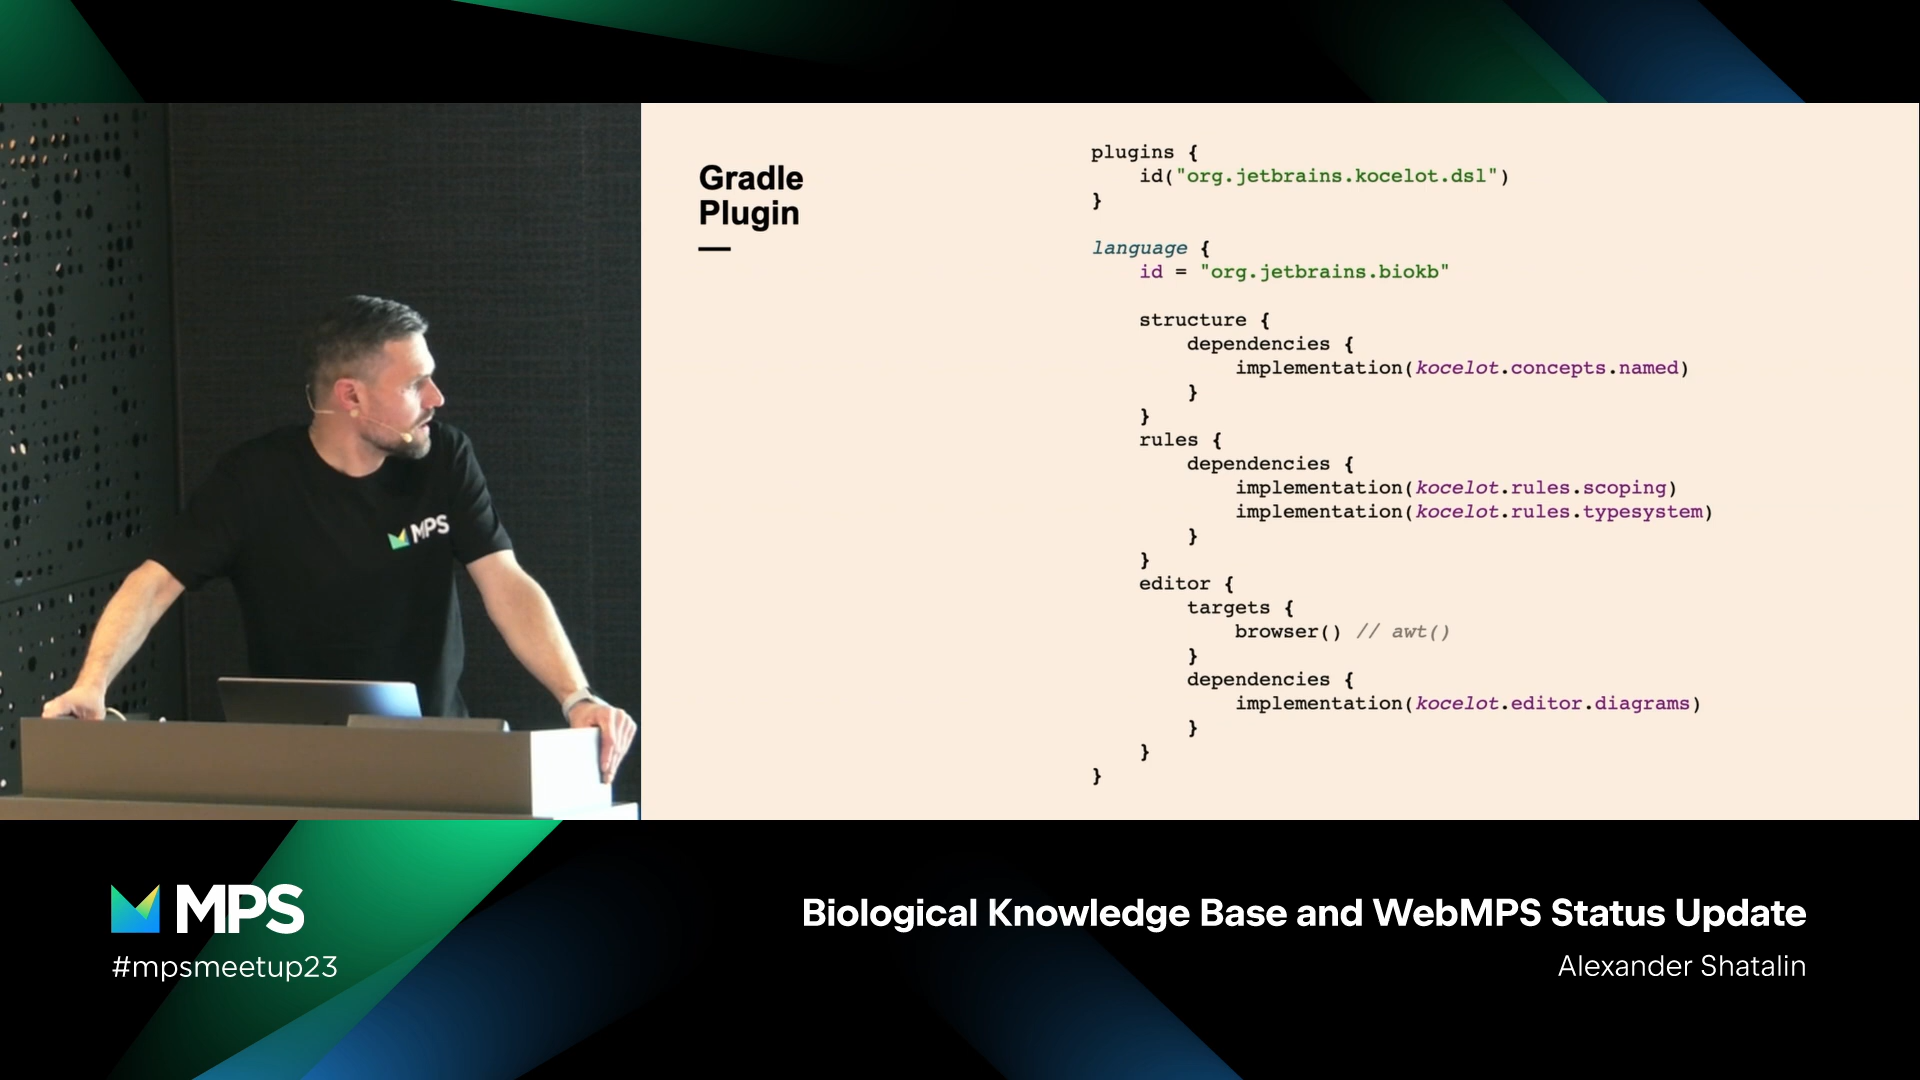 Gradle
Plugin
plugins {
    id("org.jetbrains.kocelot.dsl")
}

language {
    id = "org.jetbrains.biokb"

    structure {
        dependencies {
            implementation(kocelot.concepts.named)
        }
    }
    rules {
        dependencies {
            implementation(kocelot.rules.scoping)
            implementation(kocelot.rules.typesystem)
        }
    }
    editor {
        targets {
            browser() // awt()
        }
        dependencies {
            implementation(kocelot.editor.diagrams)
        }
    }
}
MPS
MPS
#mpsmeetup23
Biological Knowledge Base and WebMPS Status Update
Alexander Shatalin